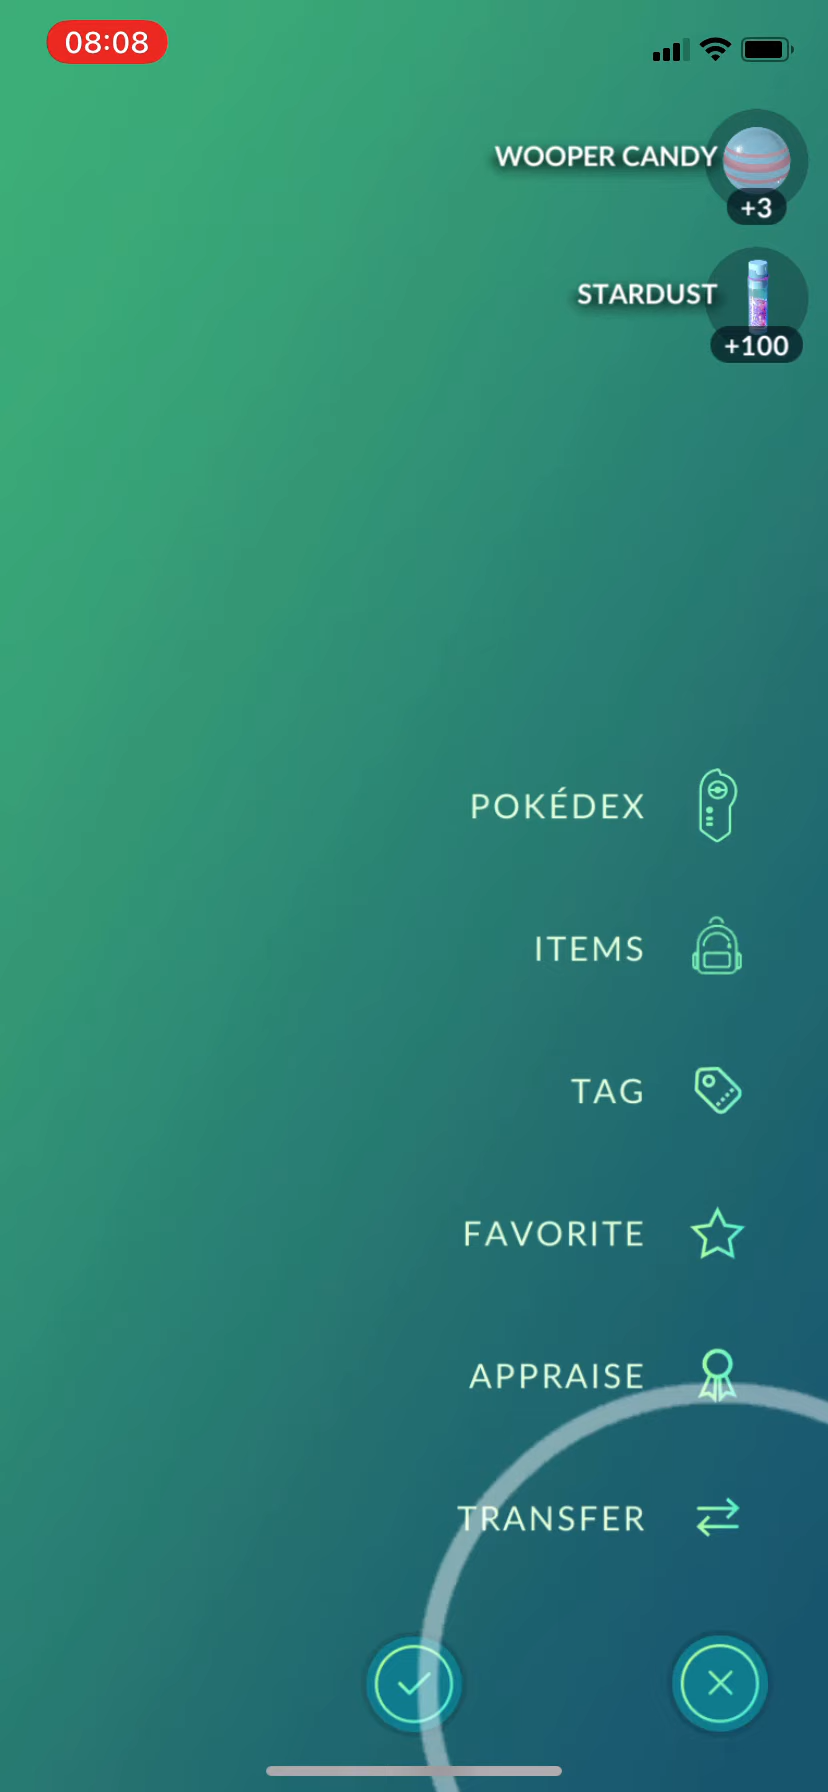 08:08
WOOPER CANDY
+3
STARDUST
+100
POKÉDEX
ITEMS
TAG
FAVORITE
APPRAISE
TRANSFER